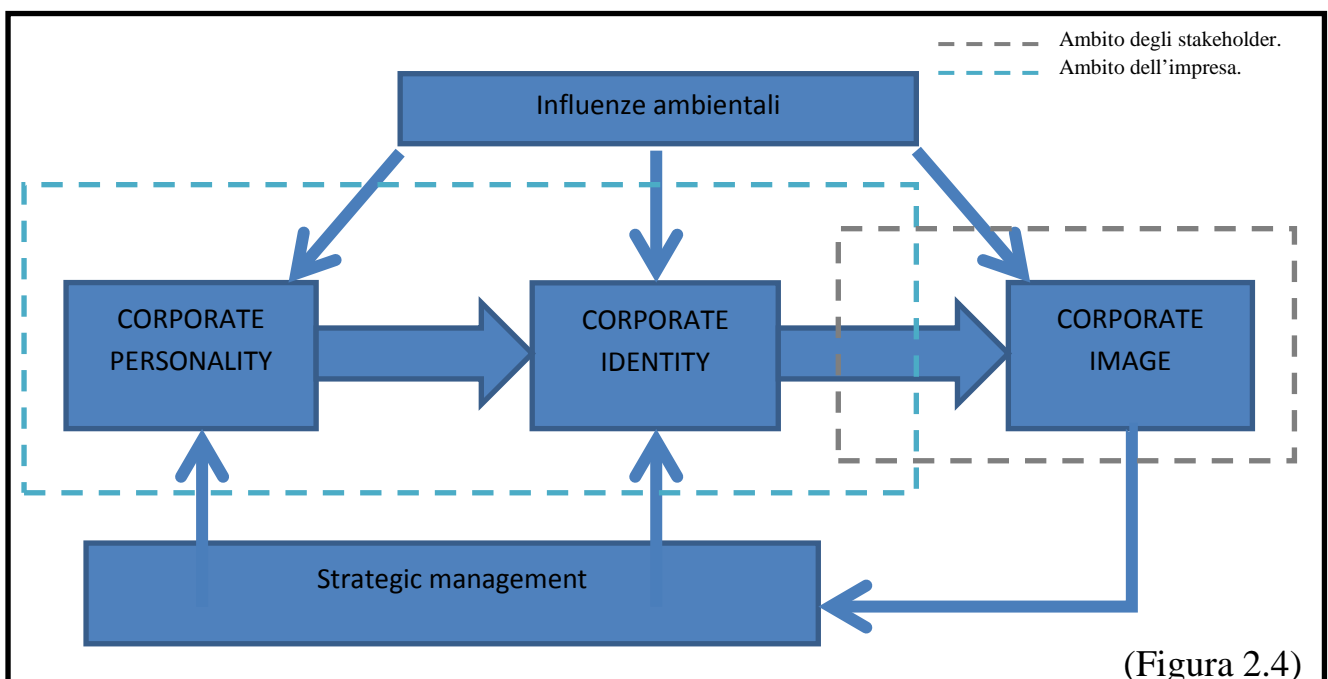 Ambito degli stakeholder.
Ambito dell’impresa.
Influenze ambientali
CORPORATE
PERSONALITY
CORPORATE
IDENTITY
CORPORATE
IMAGE
Strategic management
(Figura 2.4)